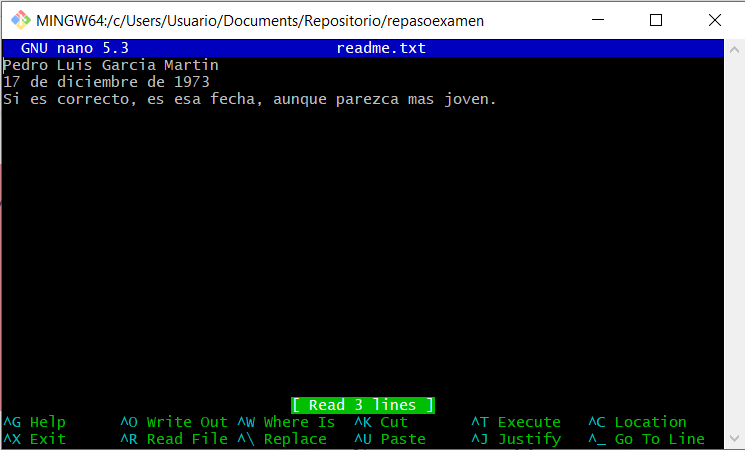 MINGW64:/c/Users/Usuario/Documents/Repositorio/repasoexamen
GNU nano 5.3 readme.txt
Pedro Luis Garcia Martin
17 de diciembre de 1973
Si es correcto, es esa fecha, aunque parezca mas joven.
[ Read 3 lines ]
^G Help ^O Write Out ^W Where Is ^K Cut ^T Execute ^C Location
^X Exit ^R Read File ^\ Replace ^U Paste ^J Justify ^_ Go To Line